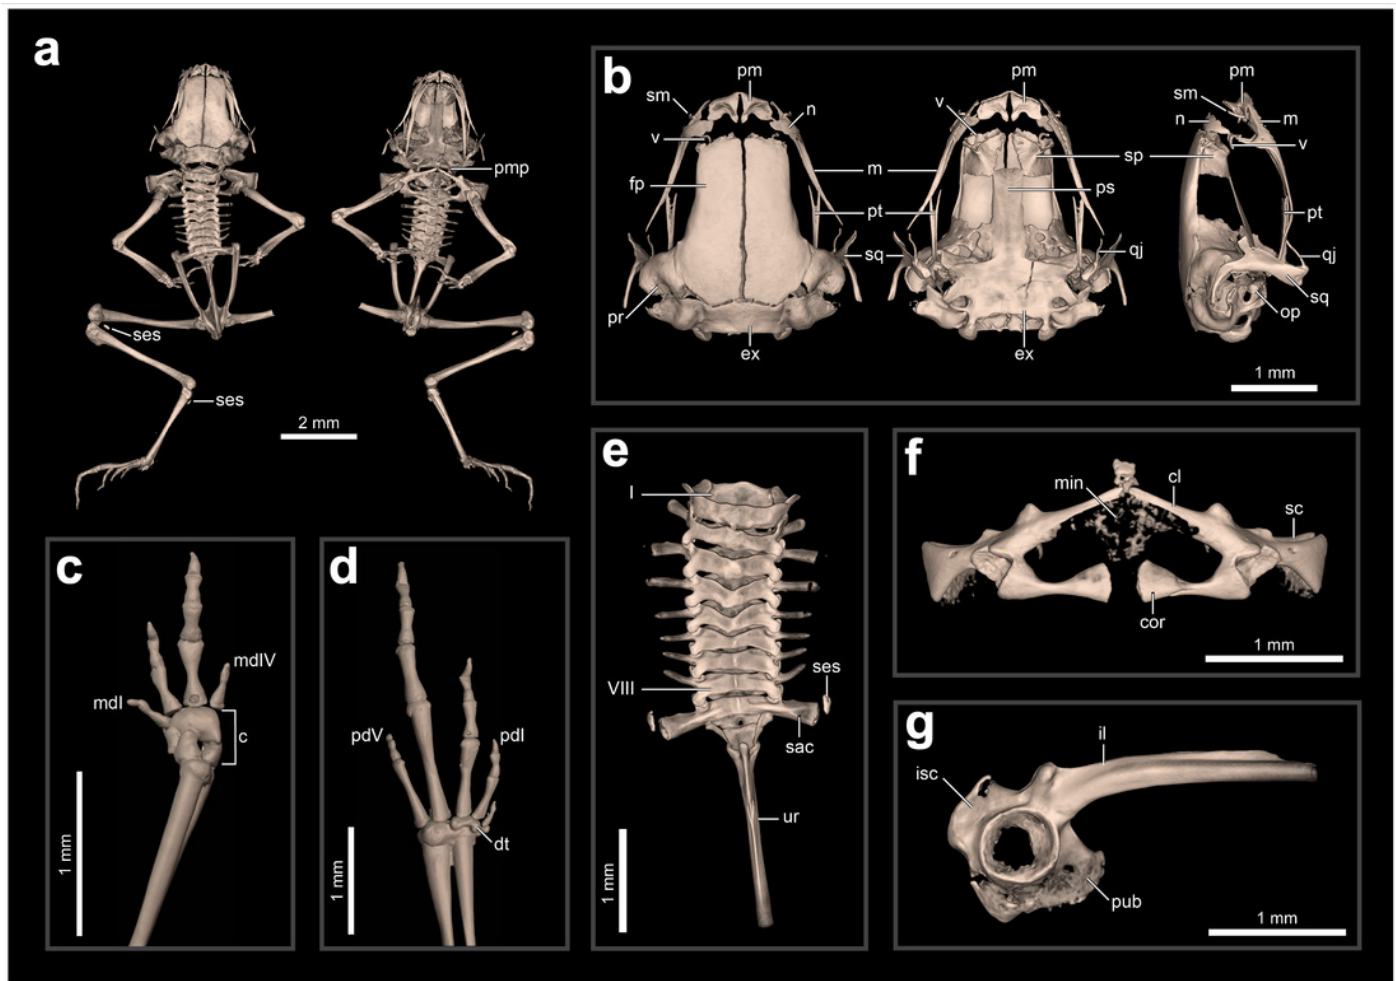 a
pmp
ses
ses
2 mm
b
pm
sm
n
v
fp
m
pt
sq
pr
ex
pm
v
sp
ps
qj
ex
pm
sm
n
m
v
pt
qj
sq
op
1 mm
c
mdIV
mdI
c
1 mm
d
pdV
pdI
dt
1 mm
e
I
VIII
ses
sac
ur
1 mm
f
min
cl
sc
cor
1 mm
g
il
isc
pub
1 mm